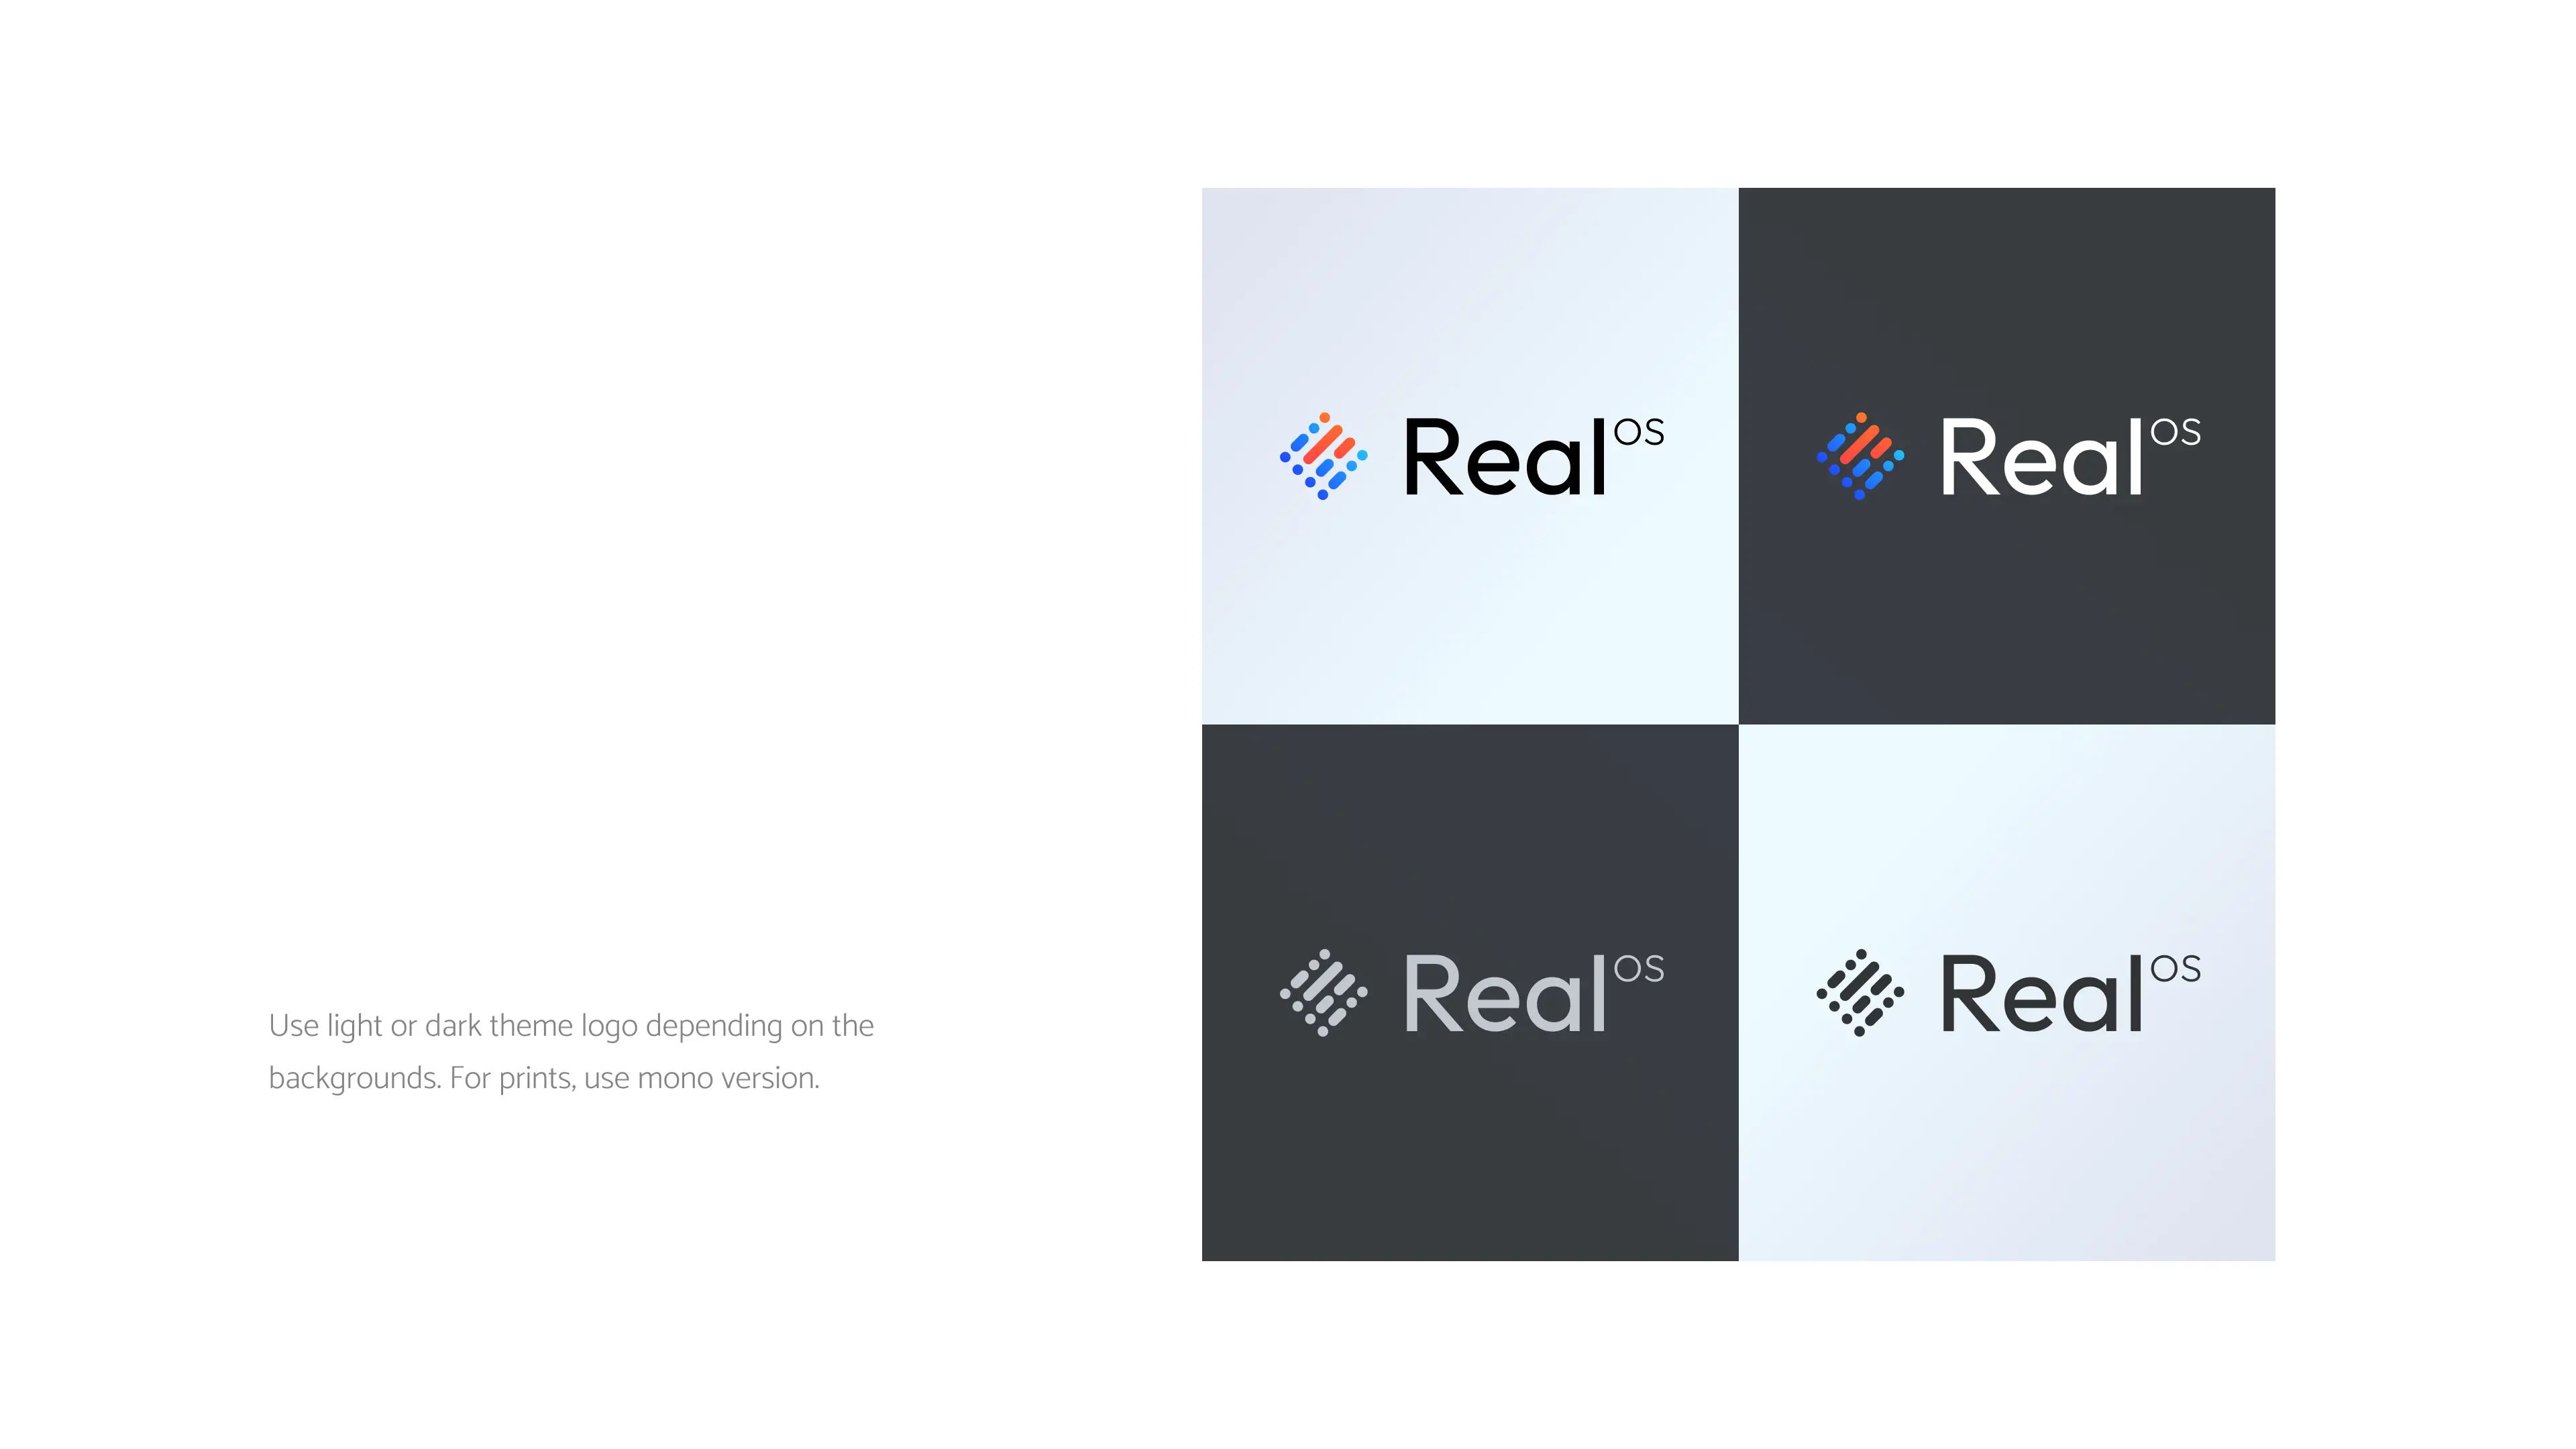 Real OS
Real OS
Use light or dark theme logo depending on the
backgrounds. For prints, use mono version.
Real OS
Real OS